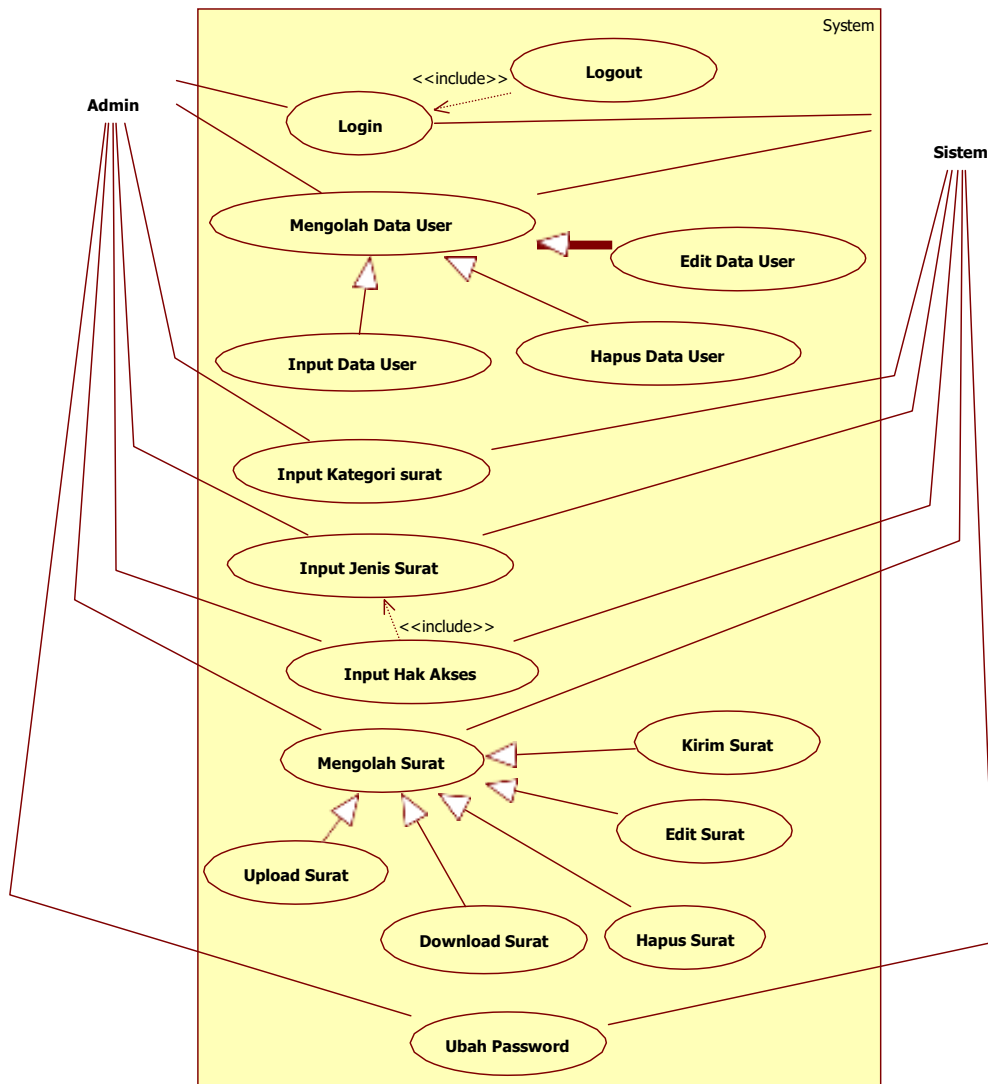 System
Logout
<<include>>
Admin
Login
Sistem
Mengolah Data User
Edit Data User
Input Data User
Hapus Data User
Input Kategori surat
Input Jenis Surat
<<include>>
Input Hak Akses
Kirim Surat
Mengolah Surat
Edit Surat
Upload Surat
Download Surat
Hapus Surat
Ubah Password